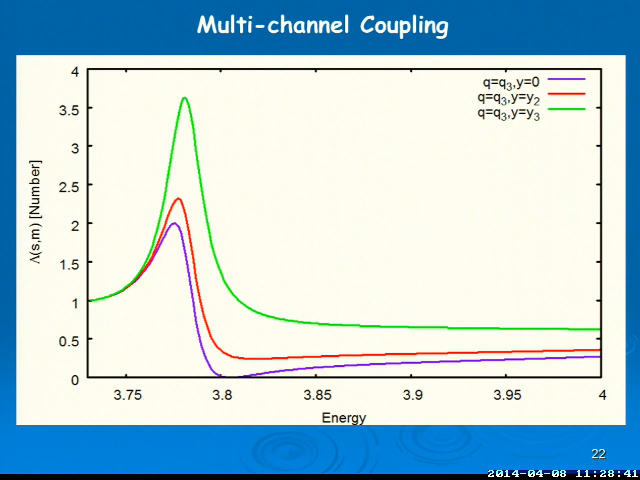 Multi-channel Coupling
q=q3,y=0
q=q3,y=y2
q=q3,y=y3
4
3.5
3
2.5
2
1.5
1
0.5
0
Λ(s,m) [Number]
3.75 3.8 3.85 3.9 3.95 4
Energy
22
2014-04-08 11:28:41